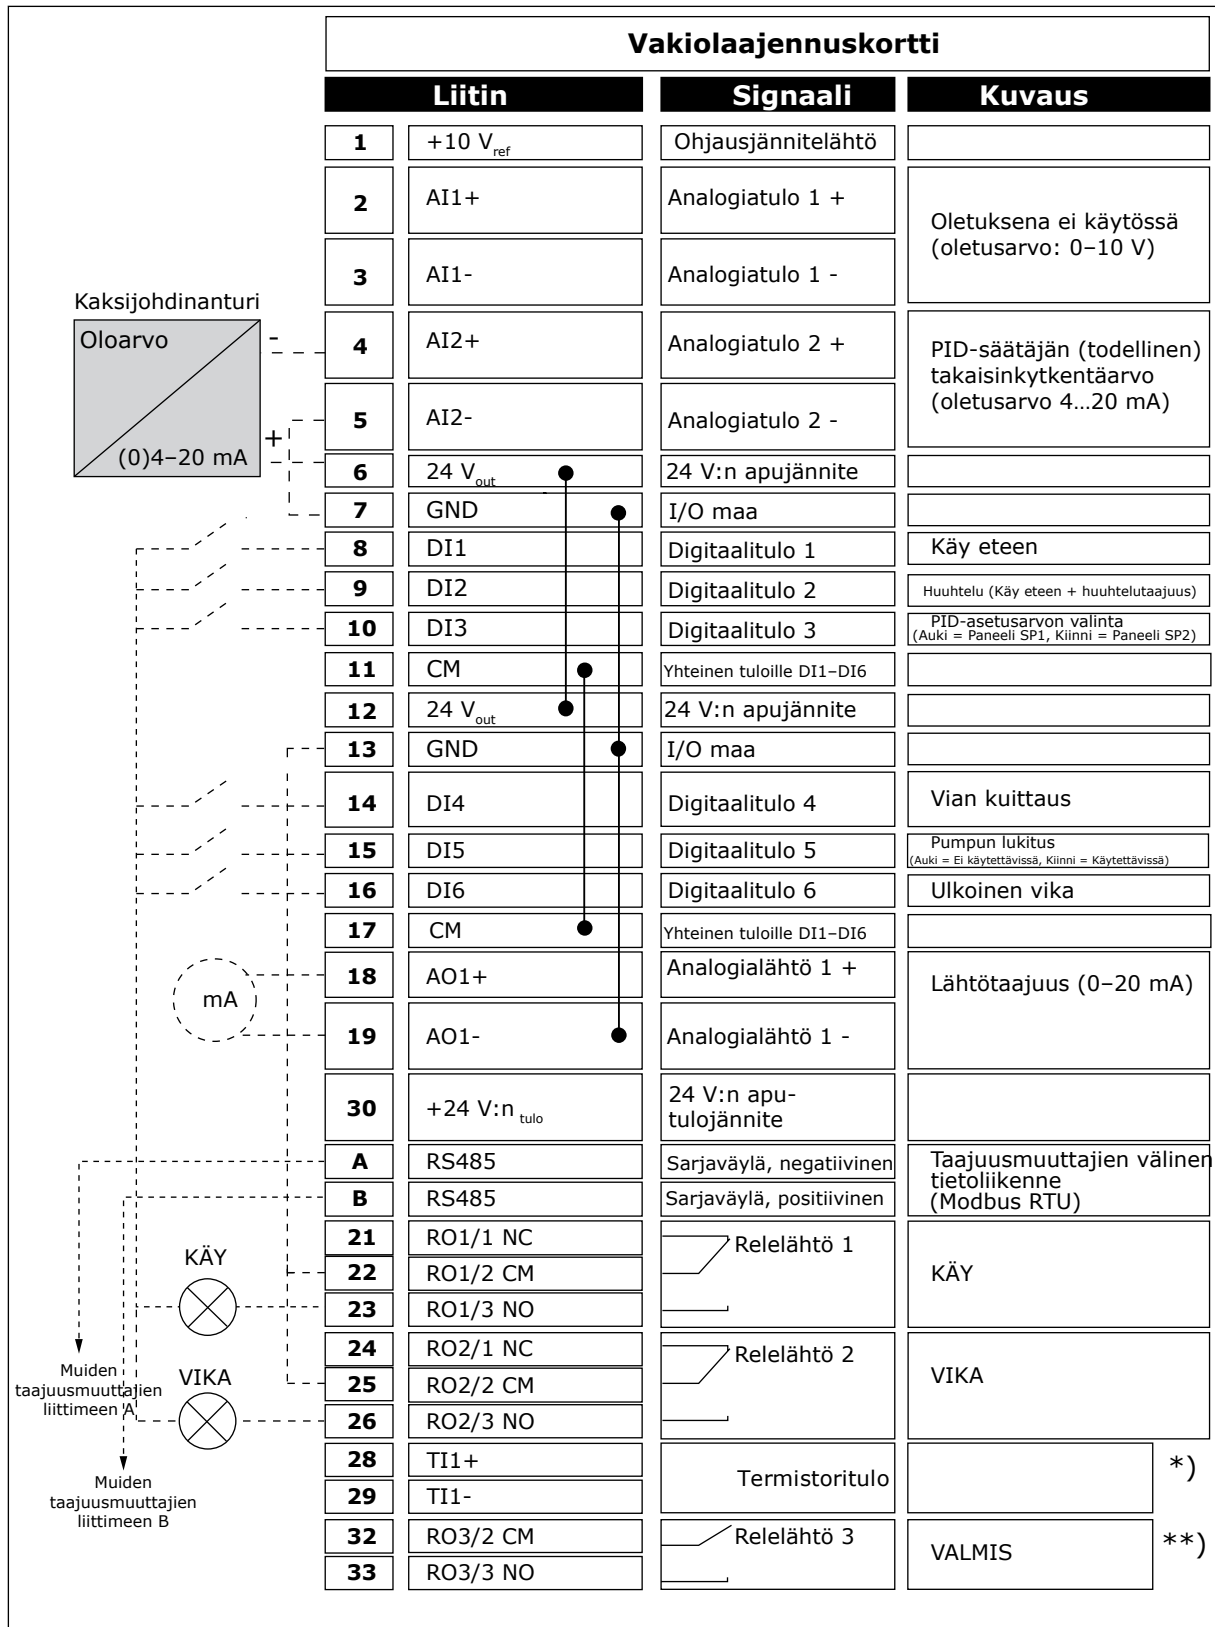 Vakiolaajennuskortti
Liitin Signaali Kuvaus
1 +10 Vref Ohjausjännitelähtö
2 AI1+ Analogiatulo 1 +
Oletuksena ei käytössä
(oletusarvo: 0–10 V)
3 AI1- Analogiatulo 1 -
Kaksijohdinanturi
Oloarvo
-
+
(0)4–20 mA
4 AI2+ Analogiatulo 2 +
PID-säätäjän (todellinen)
takaisinkytkentäarvo
(oletusarvo 4...20 mA)
5 AI2- Analogiatulo 2 -
6 24 Vout 24 V:n apujännite
7 GND I/O maa
8 DI1 Digitaalitulo 1 Käy eteen
9 DI2 Digitaalitulo 2 Huuhtelu (Käy eteen + huuhtelutaajuus)
10 DI3 Digitaalitulo 3 PID-asetusarvon valinta
(Auki = Paneeli SP1, Kiinni = Paneeli SP2)
11 CM Yhteinen tuloille DI1–DI6
12 24 Vout 24 V:n apujännite
13 GND I/O maa
14 DI4 Digitaalitulo 4 Vian kuittaus
15 DI5 Digitaalitulo 5 Pumpun lukitus
(Auki = Ei käytettävissä, Kiinni = Käytettävissä)
16 DI6 Digitaalitulo 6 Ulkoinen vika
17 CM Yhteinen tuloille DI1–DI6
mA
18 AO1+ Analogialähtö 1 + Lähtötaajuus (0–20 mA)
19 AO1- Analogialähtö 1 -
30 +24 V:n tulo 24 V:n apu-
tulojännite
A RS485 Sarjaväylä, negatiivinen Taajuusmuuttajien välinen
tietoliikenne
(Modbus RTU)
B RS485 Sarjaväylä, positiivinen
21 RO1/1 NC Relelähtö 1
KÄY
22 RO1/2 CM KÄY
23 RO1/3 NO
24 RO2/1 NC Relelähtö 2
VIKA
25 RO2/2 CM VIKA
26 RO2/3 NO
Muiden
taajuusmuuttajien
liittimeen A
28 TI1+ Termistoritulo *)
29 TI1-
Muiden
taajuusmuuttajien
liittimeen B
32 RO3/2 CM Relelähtö 3 VALMIS **)
33 RO3/3 NO